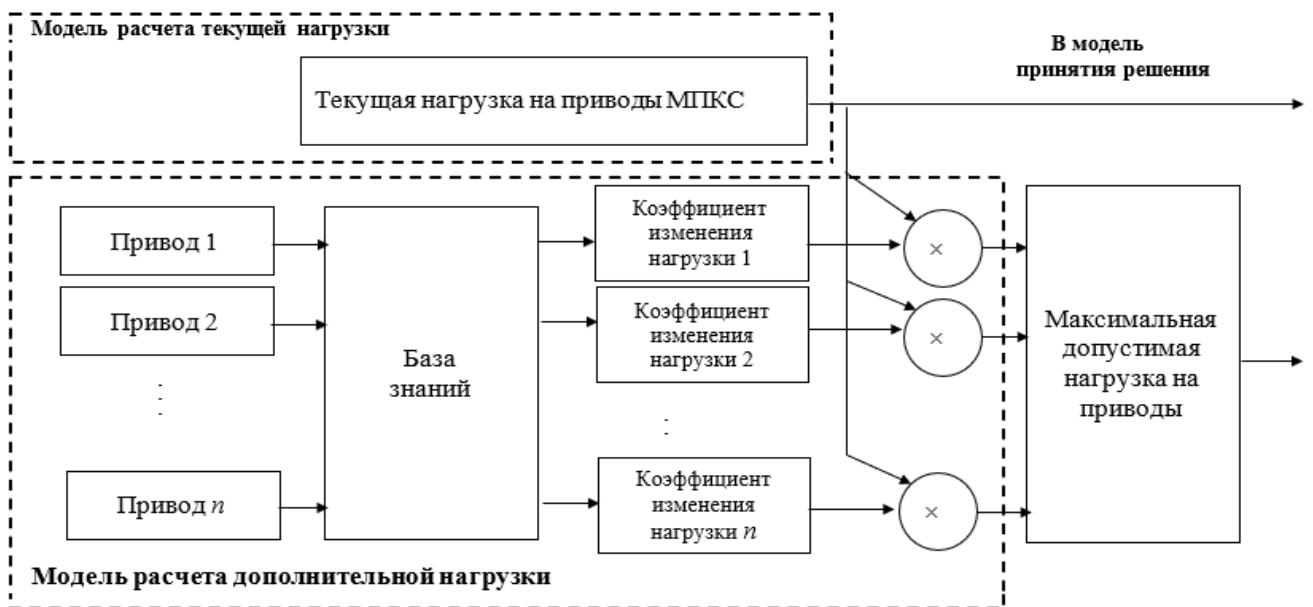 Модель расчета текущей нагрузки
В модель
принятия решения
Текущая нагрузка на приводы МПКС
Привод 1
Привод 2
Привод n
База
знаний
Коэффициент
изменения
нагрузки 1
Коэффициент
изменения
нагрузки 2
Коэффициент
изменения
нагрузки n
×
×
×
Максимальная
допустимая
нагрузка на
приводы
Модель расчета дополнительной нагрузки